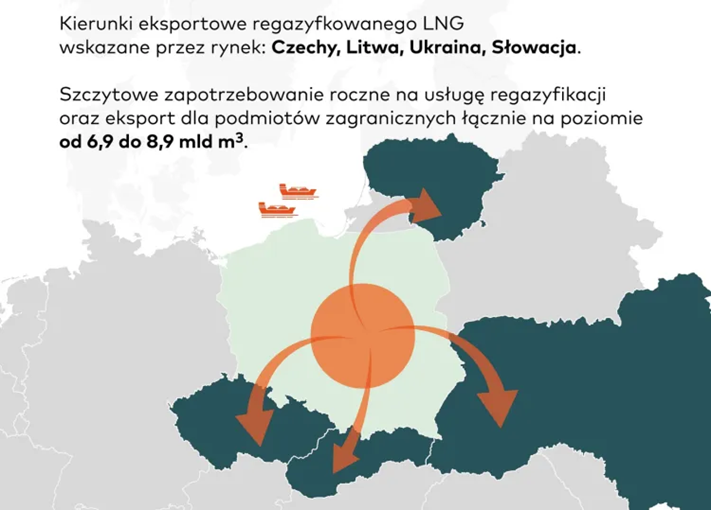 Kierunki eksportowe regazyfkowanego LNG
wskazane przez rynek: Czechy, Litwa, Ukraina, Słowacja.
Szczytowe zapotrzebowanie roczne na usługę regazyfikacji
oraz eksport dla podmiotów zagranicznych łącznie na poziomie
od 6,9 do 8,9 mld m³.